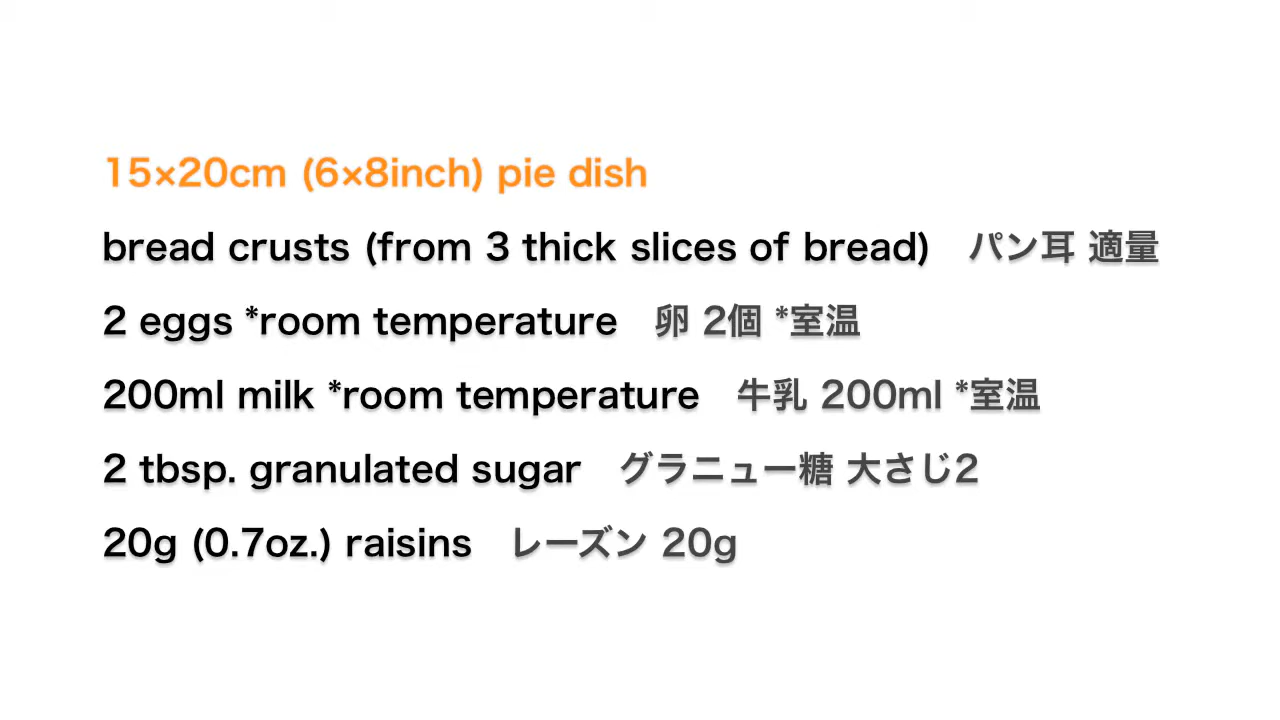 15×20cm (6×8inch) pie dish
bread crusts (from 3 thick slices of bread)　パン耳 適量
2 eggs *room temperature　卵 2個 *室温
200ml milk *room temperature　牛乳 200ml *室温
2 tbsp. granulated sugar　グラニュー糖 大さじ2
20g (0.7oz.) raisins　レーズン 20g